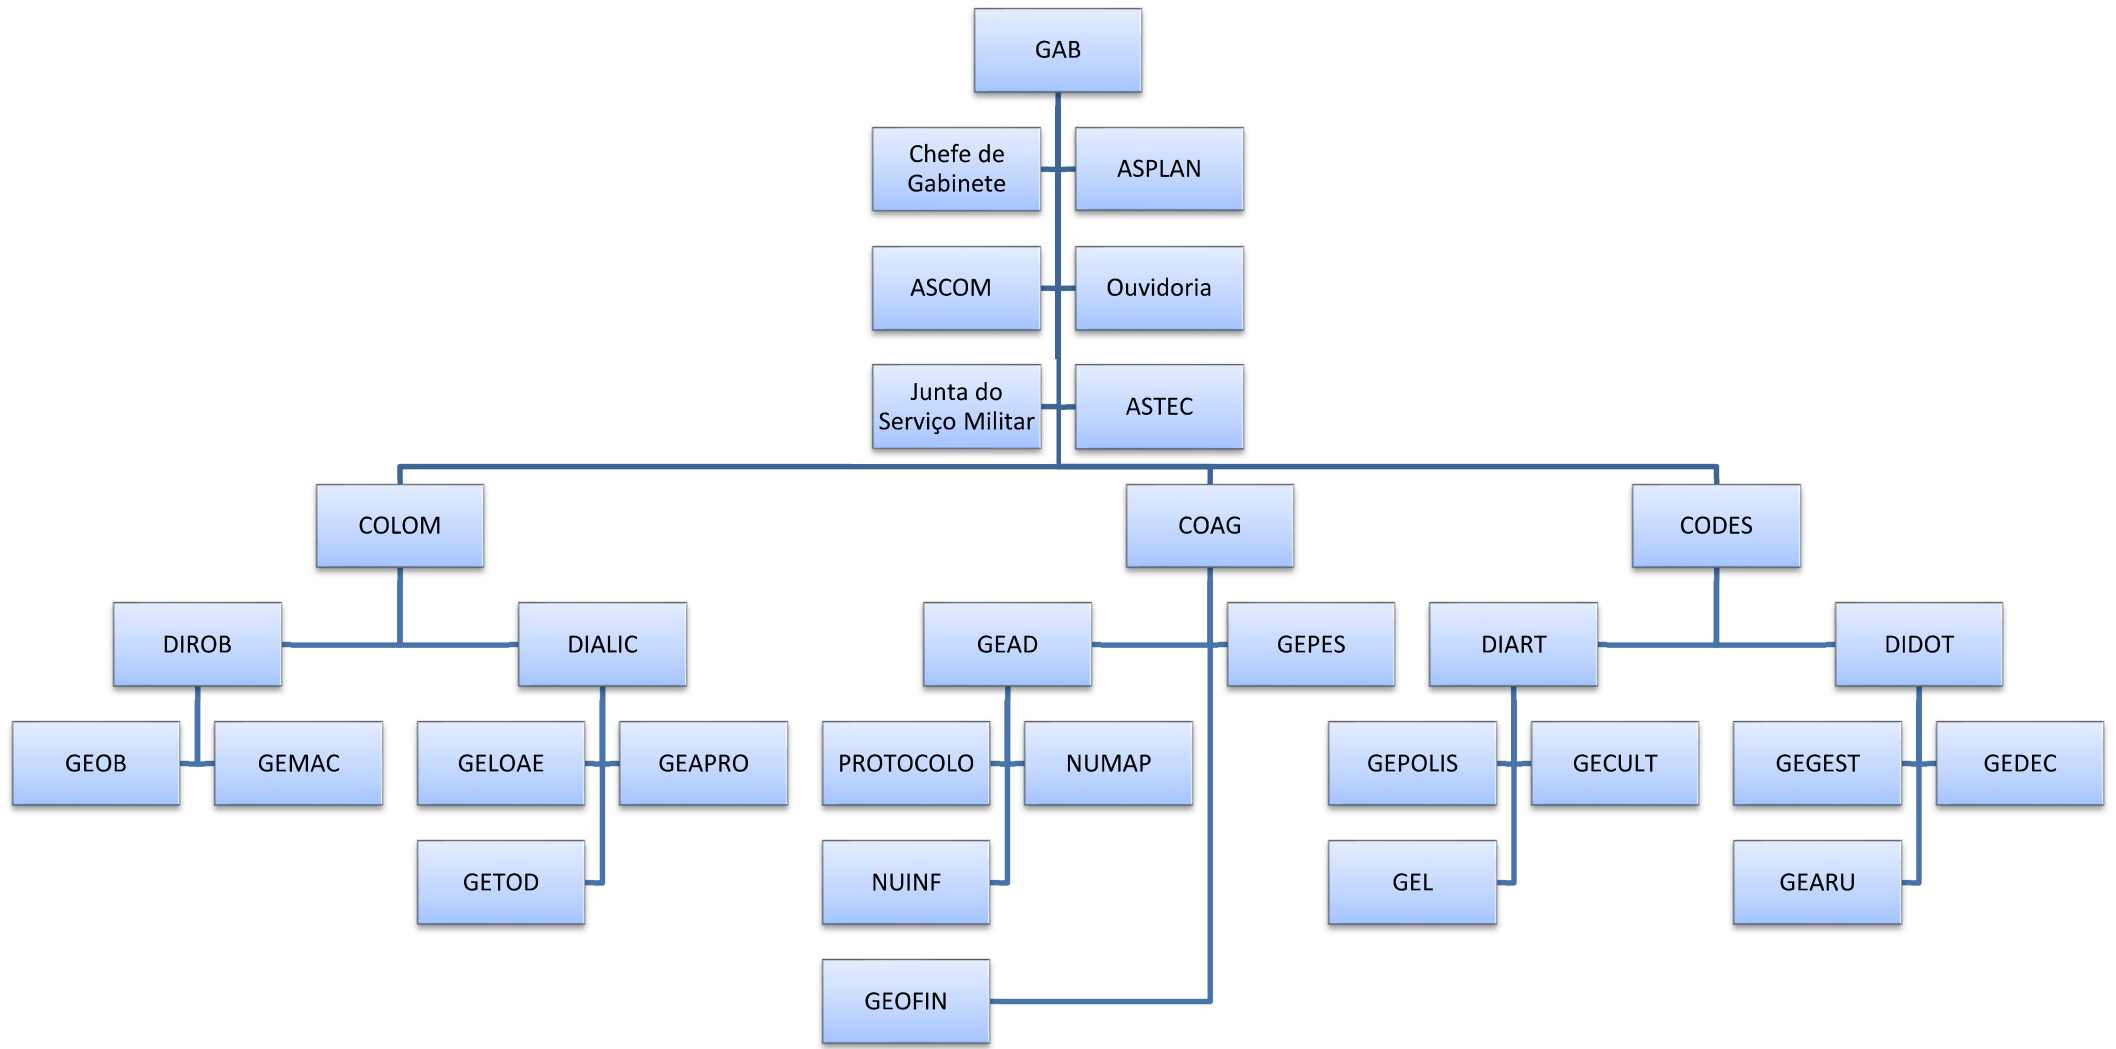 GAB
Chefe de
Gabinete
ASPLAN
ASCOM
Ouvidoria
Junta do
Serviço Militar
ASTEC
COLOM
COAG
CODES
DIROB
DIALIC
GEAD
GEPES
DIART
DIDOT
GEOB
GEMAC
GELOAE
GEAPRO
PROTOCOLO
NUMAP
GEPOLIS
GECULT
GEGEST
GEDEC
GETOD
NUINF
GEL
GEARU
GEOFIN